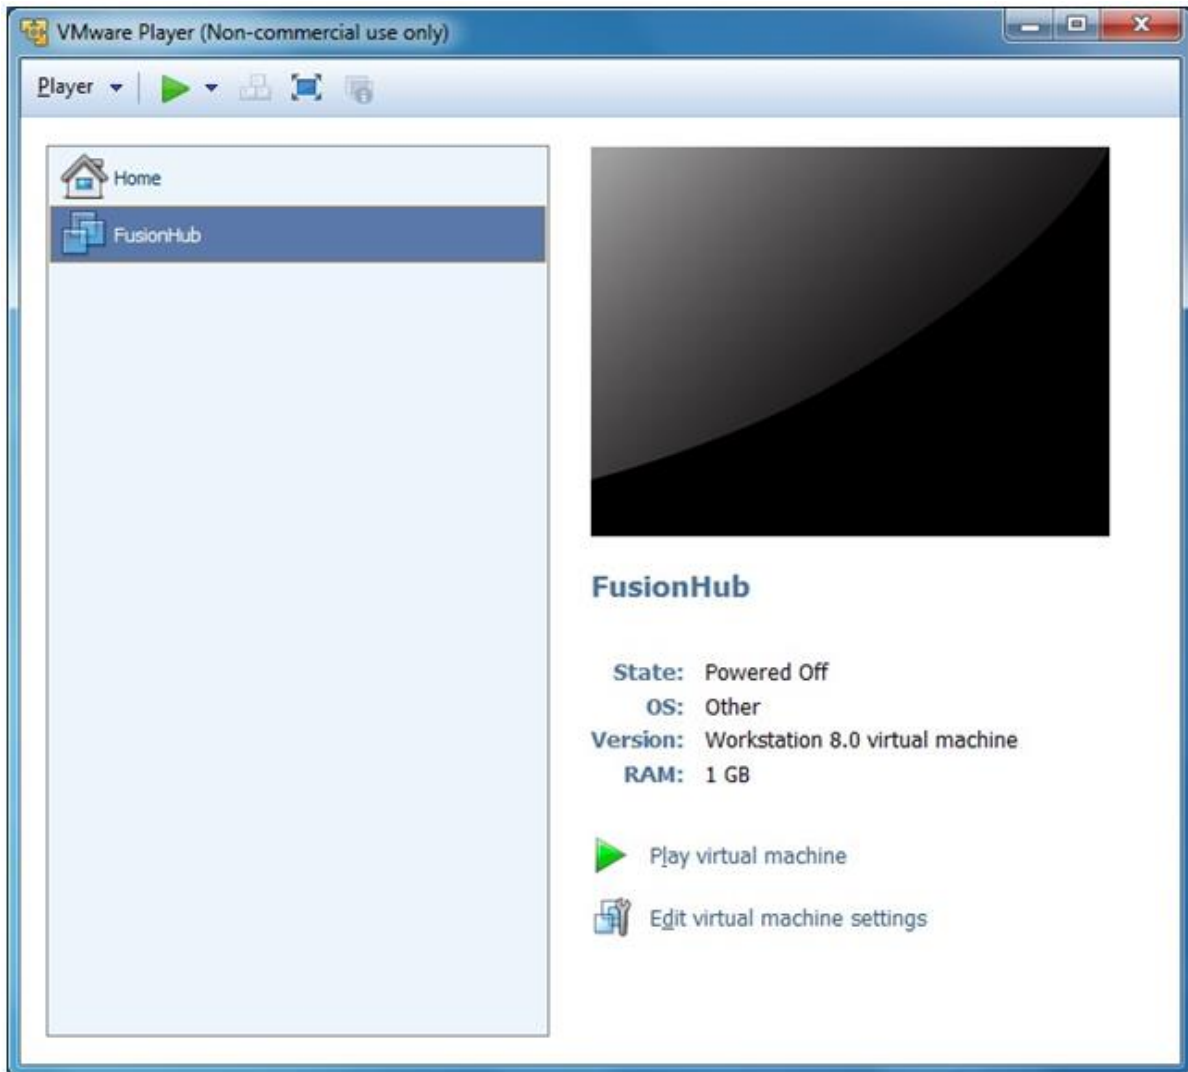 VMware Player (Non-commercial use only)
Player
Home
FusionHub
FusionHub
State: Powered Off
OS: Other
Version: Workstation 8.0 virtual machine
RAM: 1 GB
Play virtual machine
Edit virtual machine settings